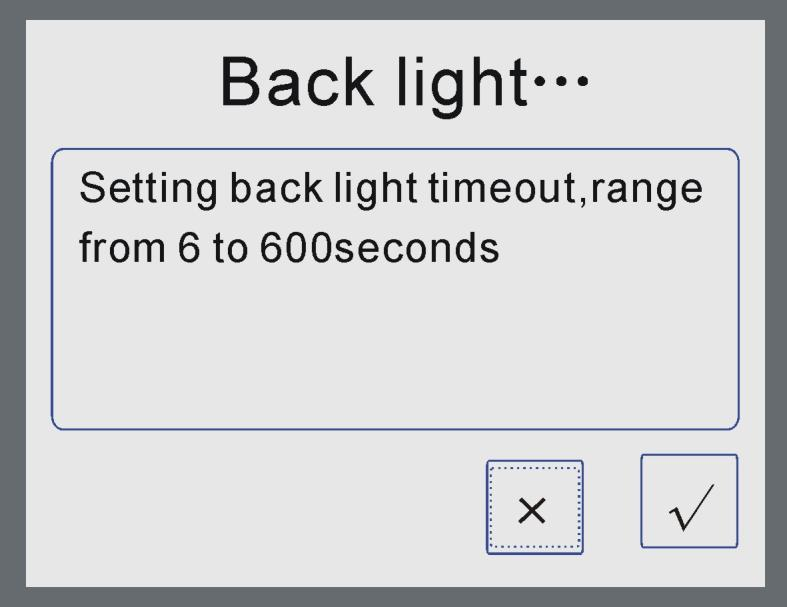 Back light···
Setting back light timeout,range
from 6 to 600seconds
× √